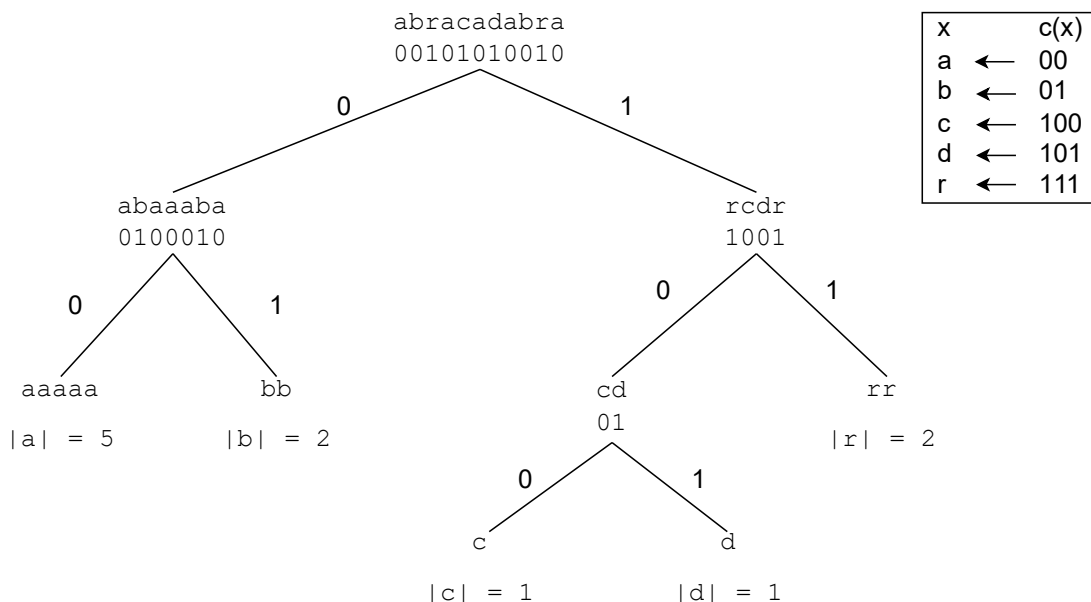 abracadabra
00101010010
x c(x)
a ← 00
b ← 01
c ← 100
d ← 101
r ← 111
0 1
abaaaba
0100010
rcdr
1001
0 1
0 1
aaaaa bb
cd
01
rr
|a| = 5 |b| = 2
|r| = 2
0 1
c d
|c| = 1 |d| = 1